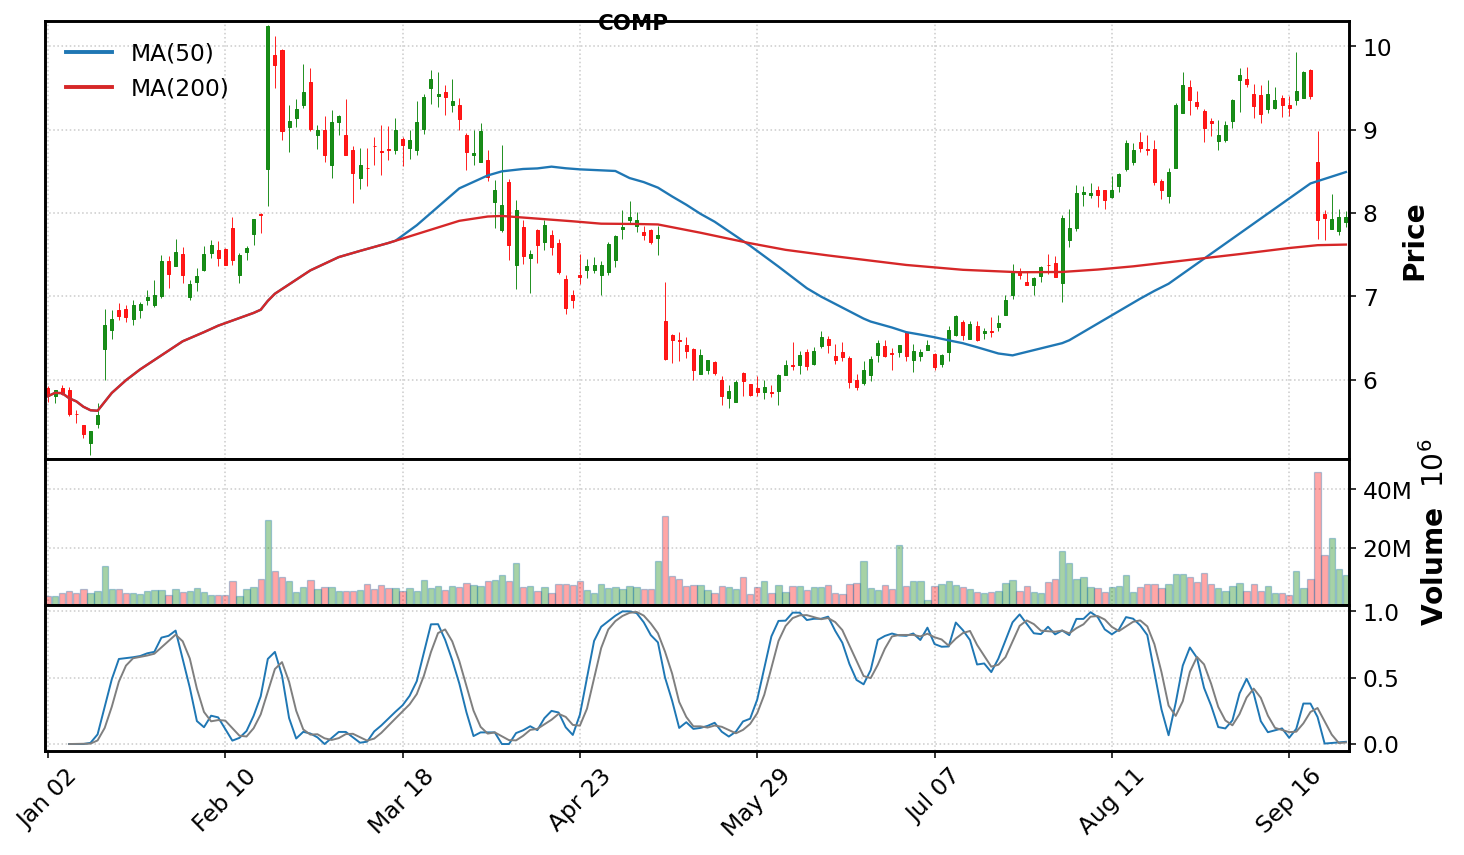 COMP
MA(50)
MA(200)
10
9
8
7
6
Price
40M
20M
Volume 10^6
1.0
0.5
0.0
Jan 02
Feb 10
Mar 18
Apr 23
May 29
Jul 07
Aug 11
Sep 16